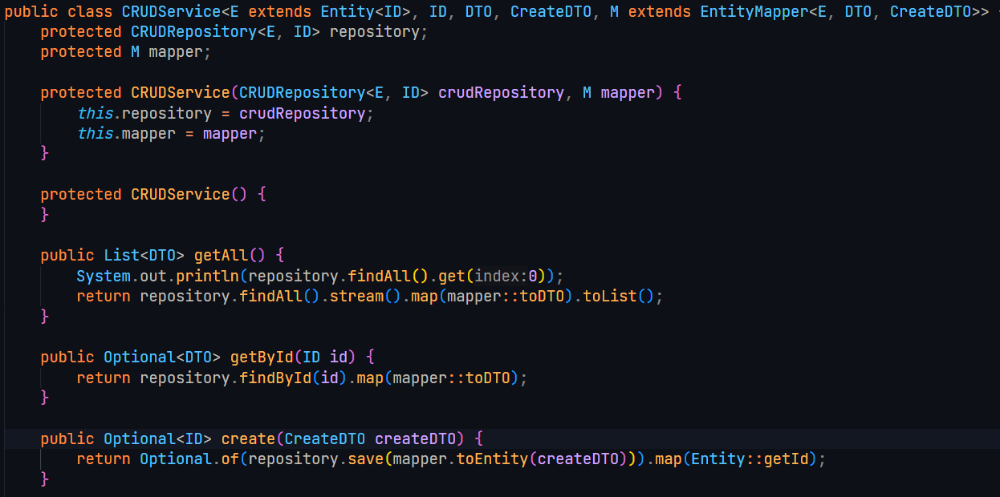 public class CRUDService<E extends Entity<ID>, ID, DTO, CreateDTO, M extends EntityMapper<E, DTO, CreateDTO>>
protected CRUDRepository<E, ID> repository;
protected M mapper;
protected CRUDService(CRUDRepository<E, ID> crudRepository, M mapper) {
this.repository = crudRepository;
this.mapper = mapper;
}
protected CRUDService() {
}
public List<DTO> getAll() {
System.out.println(repository.findAll().get(index:0));
return repository.findAll().stream().map(mapper::toDTO).toList();
}
public Optional<DTO> getById(ID id) {
return repository.findById(id).map(mapper::toDTO);
}
public Optional<ID> create(CreateDTO createDTO) {
return Optional.of(repository.save(mapper.toEntity(createDTO))).map(Entity::getId);
}